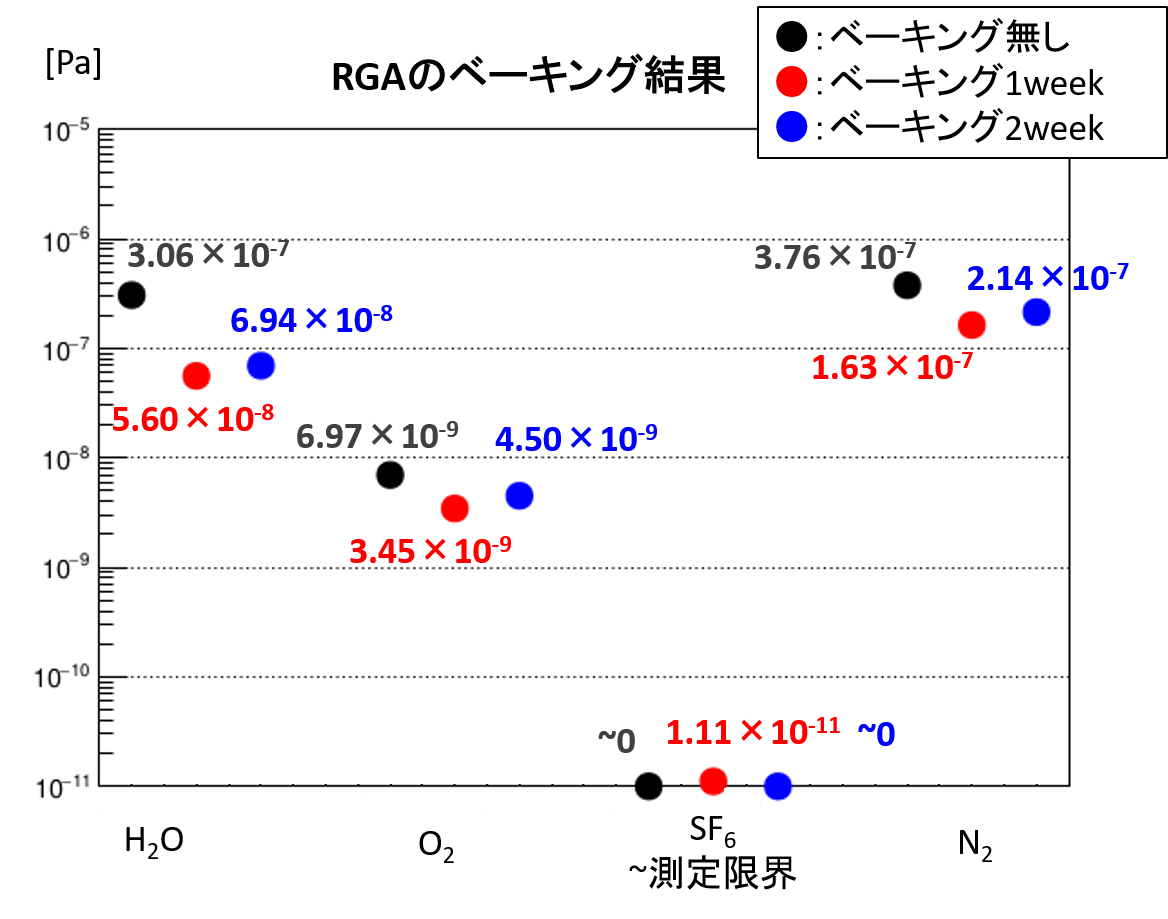 [Pa]
RGAのベーキング結果
：ベーキング無し
：ベーキング1week
：ベーキング2week
10⁻⁵
10⁻⁶
10⁻⁷
10⁻⁸
10⁻⁹
10⁻¹⁰
10⁻¹¹
3.06×10⁻⁷
5.60×10⁻⁸
6.94×10⁻⁸
6.97×10⁻⁹
3.45×10⁻⁹
4.50×10⁻⁹
~0
1.11×10⁻¹¹
~0
3.76×10⁻⁷
1.63×10⁻⁷
2.14×10⁻⁷
H₂O
O₂
SF₆
~測定限界
N₂